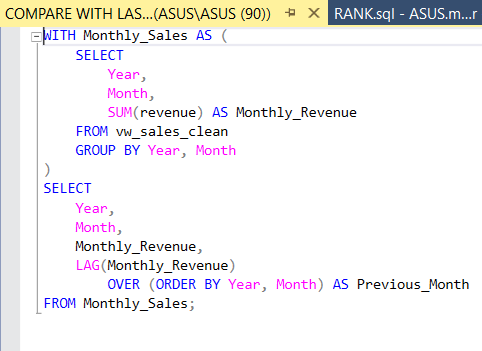 COMPARE WITH LAS...(ASUS\ASUS (90)) RANK.sql - ASUS.m...r
WITH Monthly_Sales AS (
    SELECT
        Year,
        Month,
        SUM(revenue) AS Monthly_Revenue
    FROM vw_sales_clean
    GROUP BY Year, Month
)
SELECT
    Year,
    Month,
    Monthly_Revenue,
    LAG(Monthly_Revenue)
        OVER (ORDER BY Year, Month) AS Previous_Month
FROM Monthly_Sales;